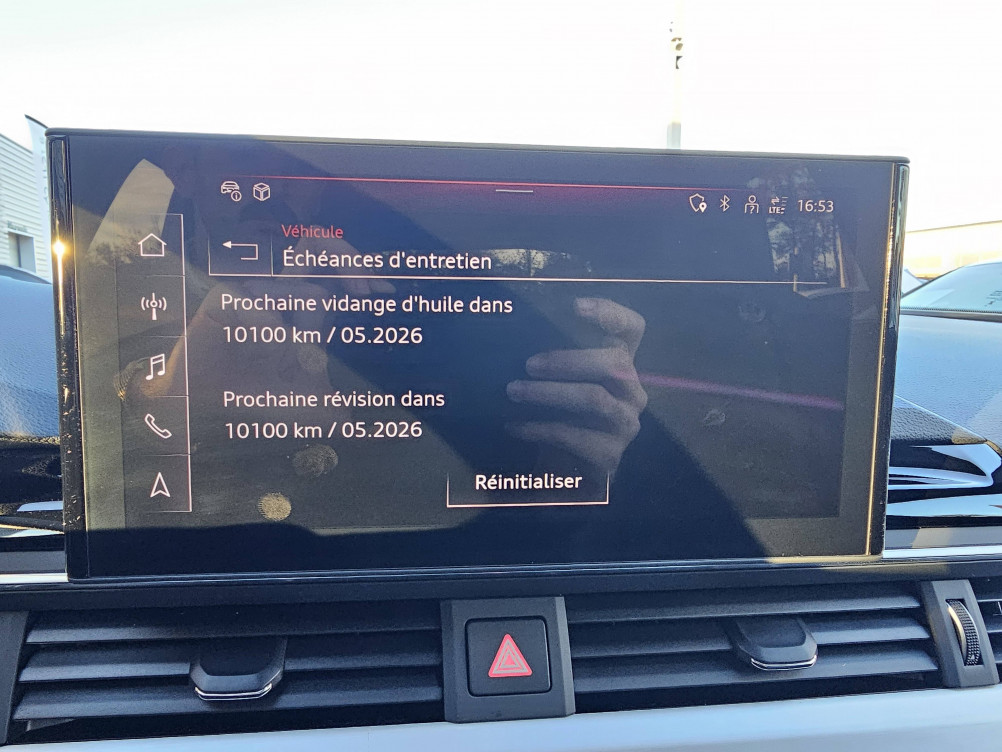 LTE
16:53
Véhicule
Échéances d'entretien
Prochaine vidange d'huile dans
10100 km / 05.2026
Prochaine révision dans
10100 km / 05.2026
Réinitialiser